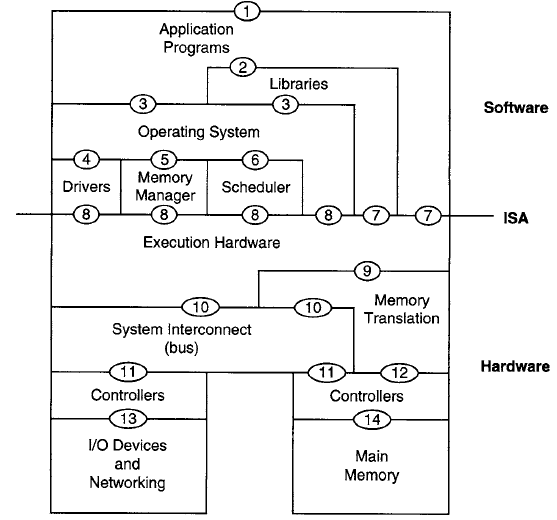 1
Application
Programs
2
Libraries
Software
3 3
Operating System
4 5 6
Drivers Memory
Manager Scheduler
8 8 8 8 7 7 ISA
Execution Hardware
9
10 10 Memory
Translation
System Interconnect
(bus)
Hardware
11 11 12
Controllers Controllers
13 14
I/O Devices
and
Networking
Main
Memory